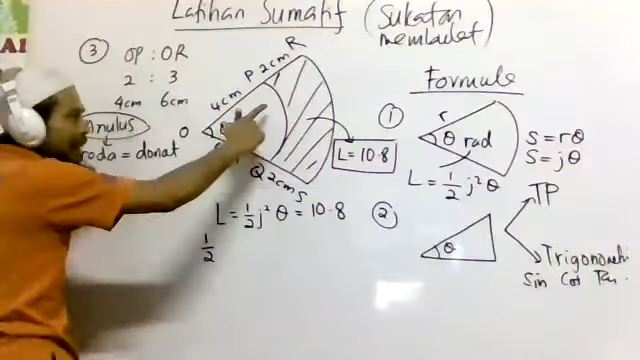 Latihan Sumatif (Sukatan
membulat)
③ OP : OR
2 : 3
4cm 6cm
Anulus
roda = donat
O
4cm P 2cm R
θ
Q 2cm S
L = 10.8
L = ½ j² θ = 10.8
½
Formula
①
r
θ rad
S = rθ
S = jθ
L = ½ j² θ
②
θ
TP
Sin Cos Tan